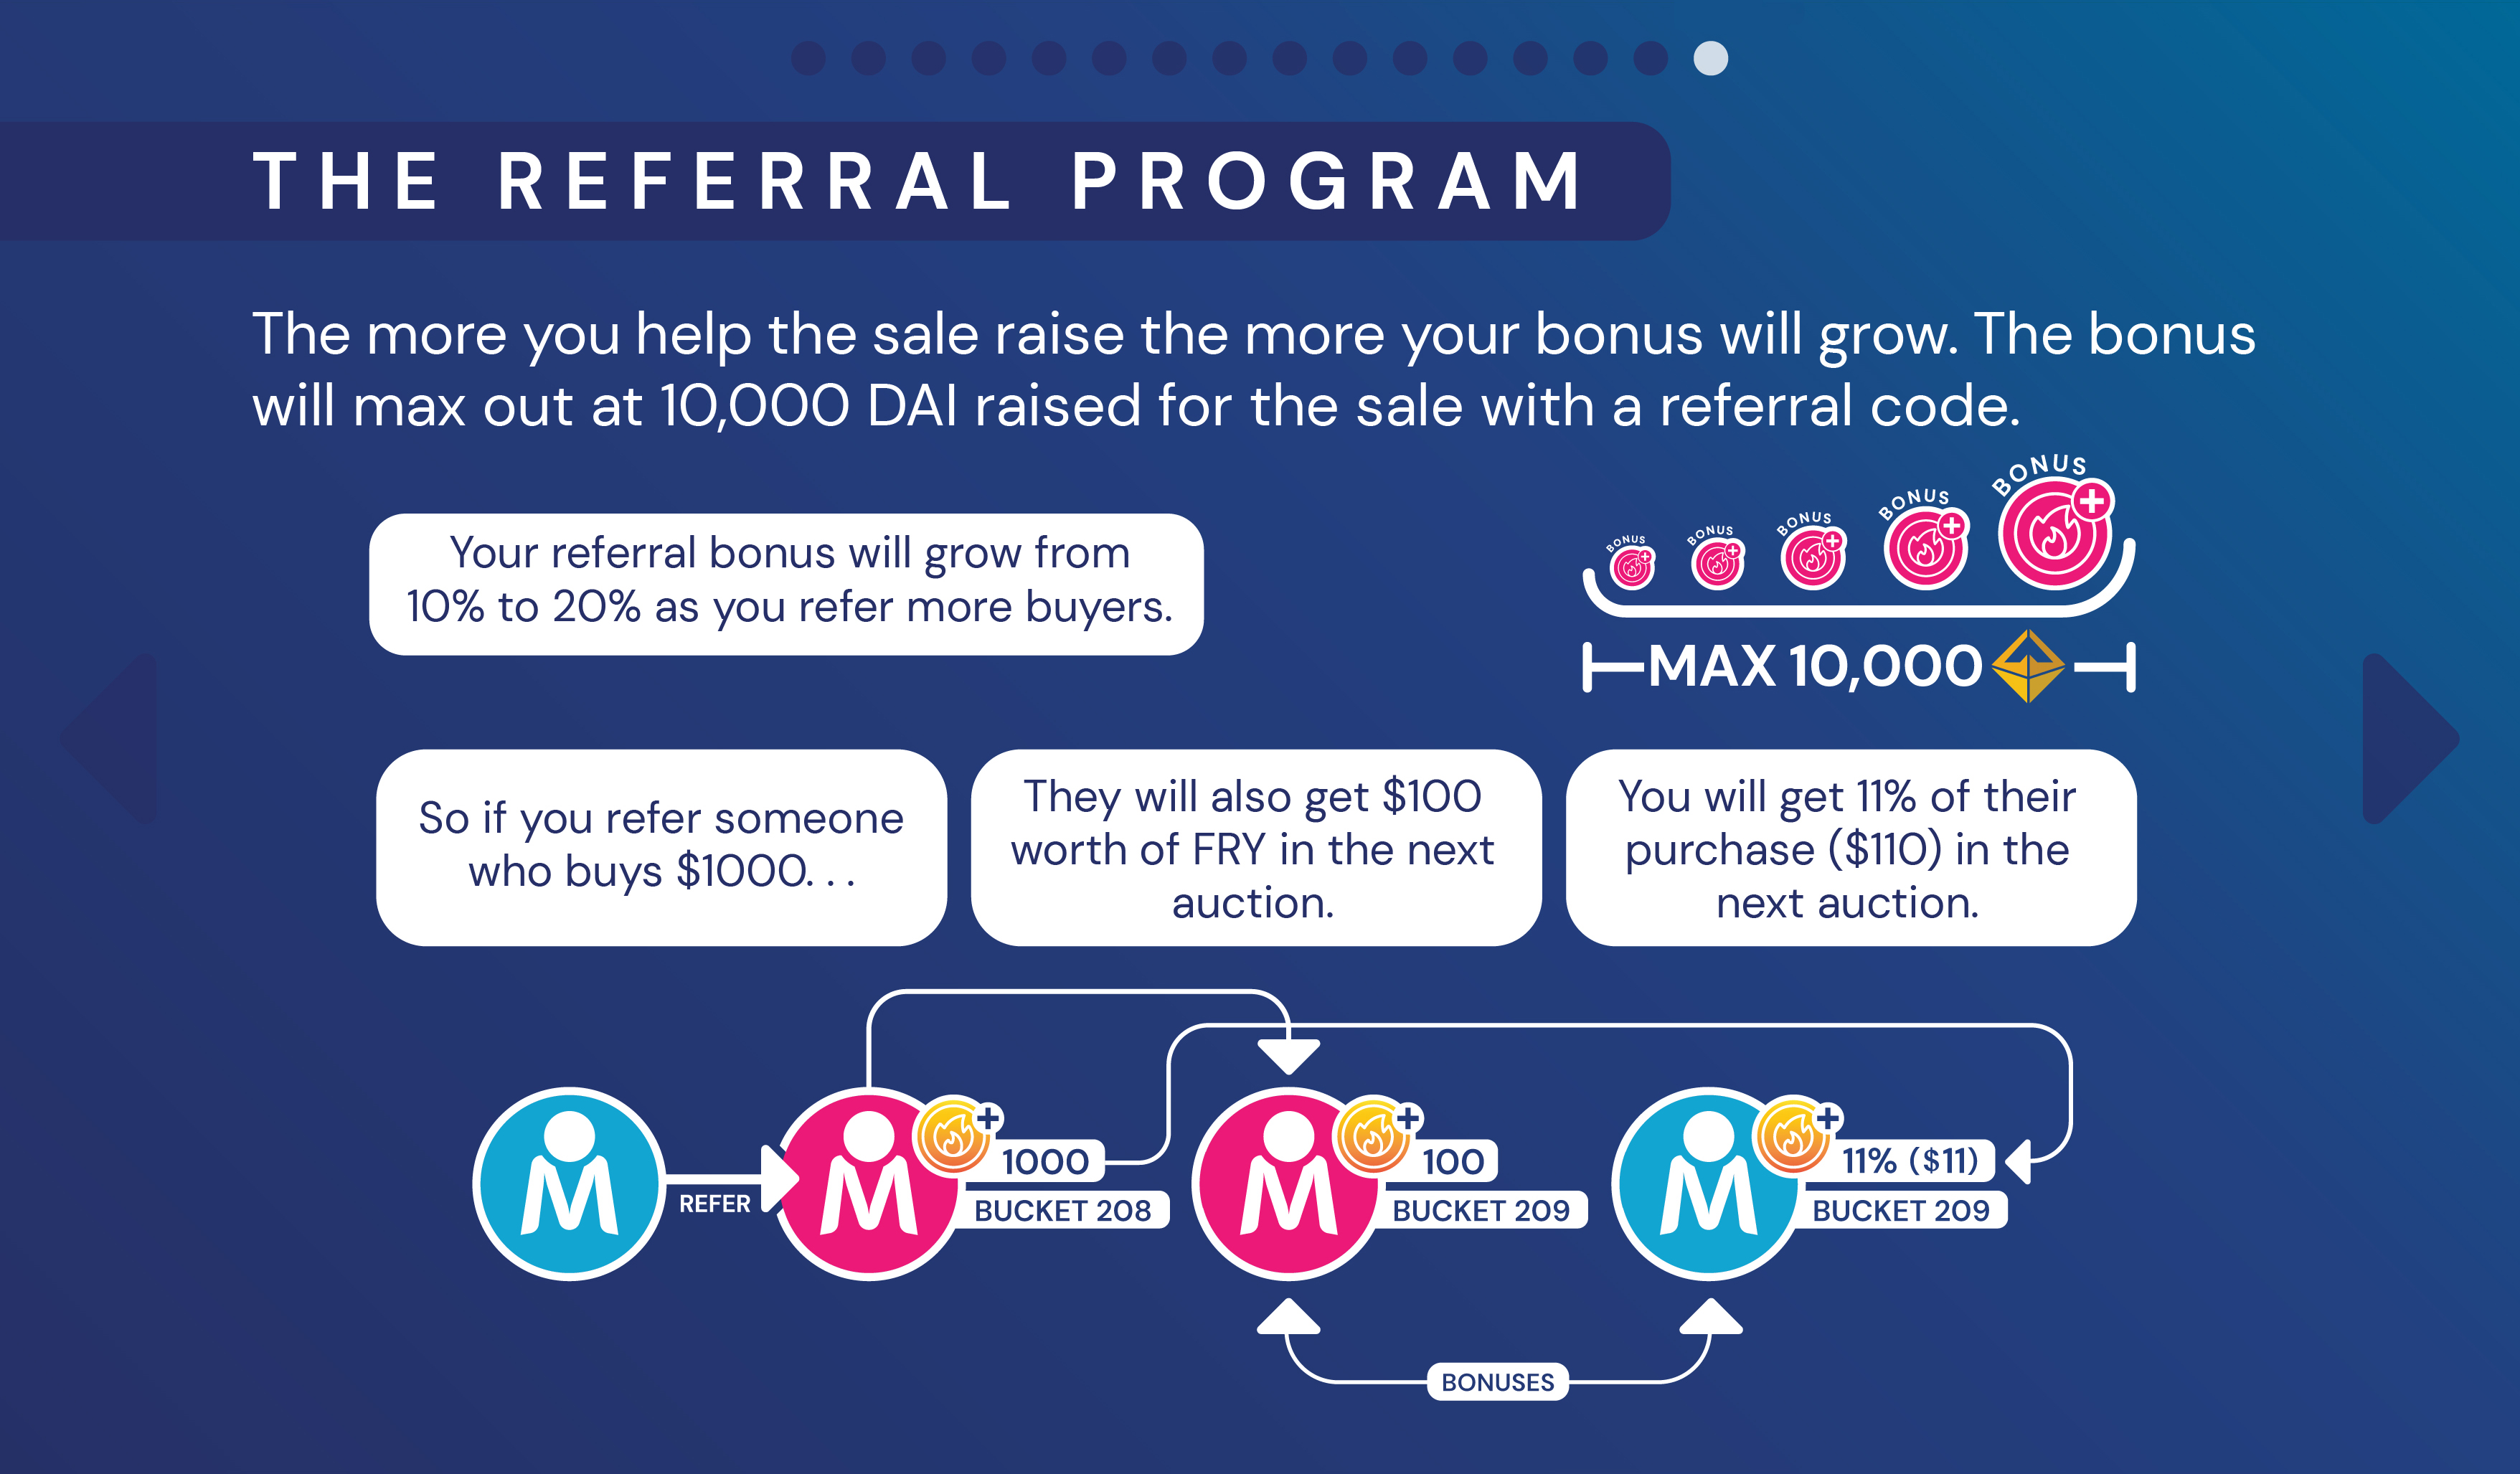 THE REFERRAL PROGRAM
The more you help the sale raise the more your bonus will grow. The bonus
will max out at 10,000 DAI raised for the sale with a referral code.
Your referral bonus will grow from
10% to 20% as you refer more buyers.
BONUS
BONUS
BONUS
BONUS
BONUS
MAX 10,000
So if you refer someone
who buys $1000. . .
They will also get $100
worth of FRY in the next
auction.
You will get 11% of their
purchase ($110) in the
next auction.
REFER
1000
BUCKET 208
100
BUCKET 209
11% ($11)
BUCKET 209
BONUSES